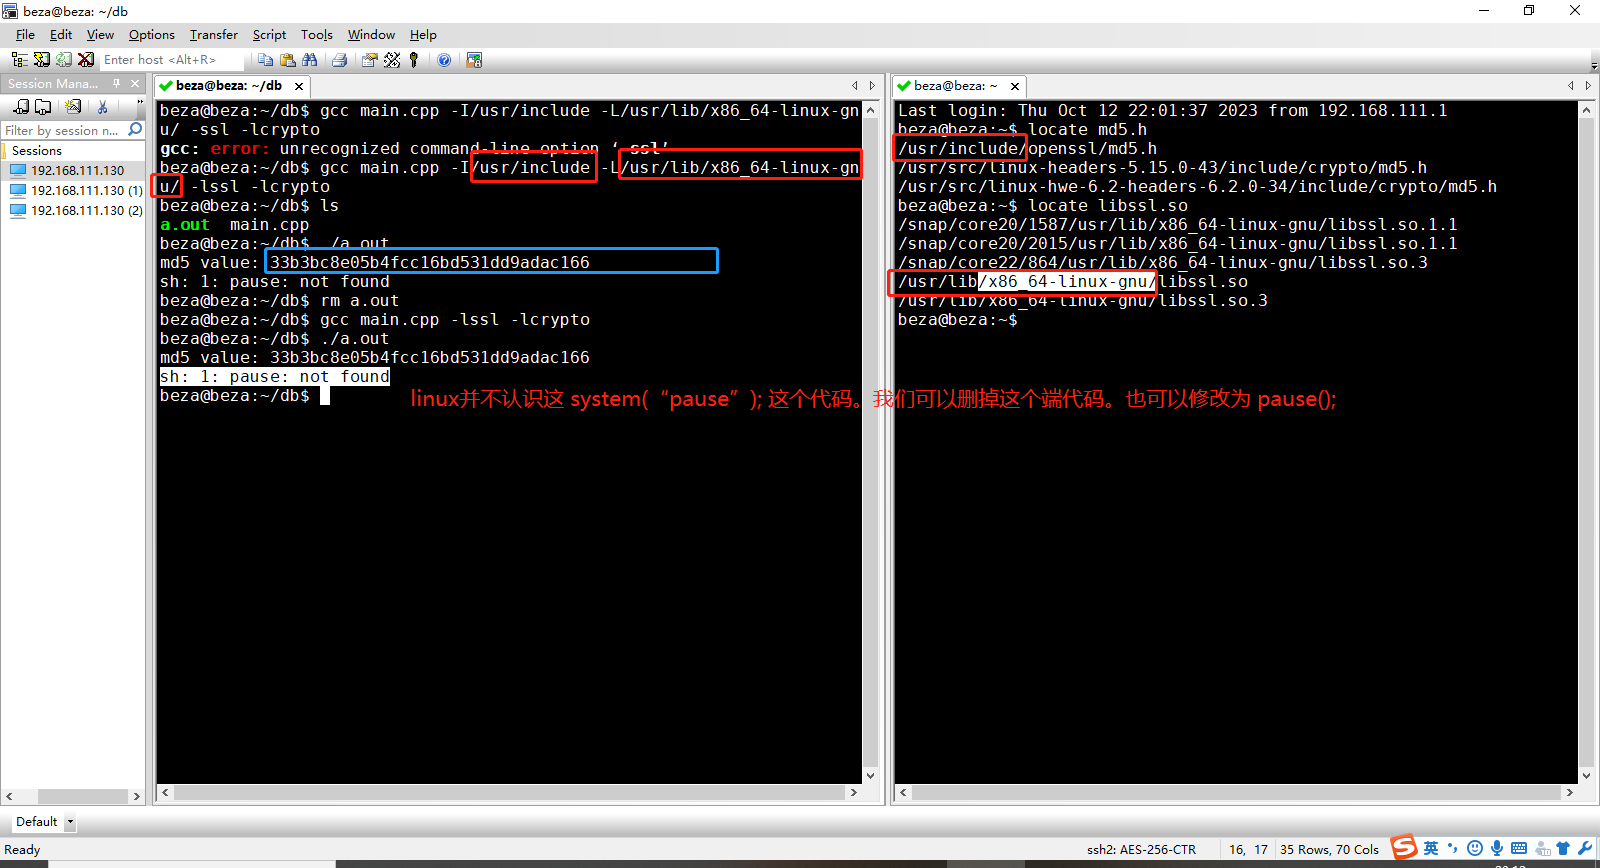 beza@beza: ~/db
File Edit View Options Transfer Script Tools Window Help
Enter host <Alt+R>
Session Mana...
Filter by session n...
Sessions
192.168.111.130
192.168.111.130 (1)
192.168.111.130 (2)
beza@beza: ~/db
beza@beza:~/db$ gcc main.cpp -I/usr/include -L/usr/lib/x86_64-linux-gn
u/ -ssl -lcrypto
gcc: error: unrecognized command-line option ‘-ssl’
beza@beza:~/db$ gcc main.cpp -I/usr/include -L/usr/lib/x86_64-linux-gn
u/ -lssl -lcrypto
beza@beza:~/db$ ls
a.out  main.cpp
beza@beza:~/db$ ./a.out
md5 value: 33b3bc8e05b4fcc16bd531dd9adac166
sh: 1: pause: not found
beza@beza:~/db$ rm a.out
beza@beza:~/db$ gcc main.cpp -lssl -lcrypto
beza@beza:~/db$ ./a.out
md5 value: 33b3bc8e05b4fcc16bd531dd9adac166
sh: 1: pause: not found
beza@beza:~/db$
linux并不认识这 system(“pause”); 这个代码。我们可以删掉这个端代码。也可以修改为 pause();
beza@beza: ~
Last login: Thu Oct 12 22:01:37 2023 from 192.168.111.1
beza@beza:~$ locate md5.h
/usr/include/openssl/md5.h
/usr/src/linux-headers-5.15.0-43/include/crypto/md5.h
/usr/src/linux-hwe-6.2-headers-6.2.0-34/include/crypto/md5.h
beza@beza:~$ locate libssl.so
/snap/core20/1587/usr/lib/x86_64-linux-gnu/libssl.so.1.1
/snap/core20/2015/usr/lib/x86_64-linux-gnu/libssl.so.1.1
/snap/core22/864/usr/lib/x86_64-linux-gnu/libssl.so.3
/usr/lib/x86_64-linux-gnu/libssl.so
/usr/lib/x86_64-linux-gnu/libssl.so.3
beza@beza:~$
Default
Ready
ssh2: AES-256-CTR 16, 17 35 Rows, 70 Cols
英